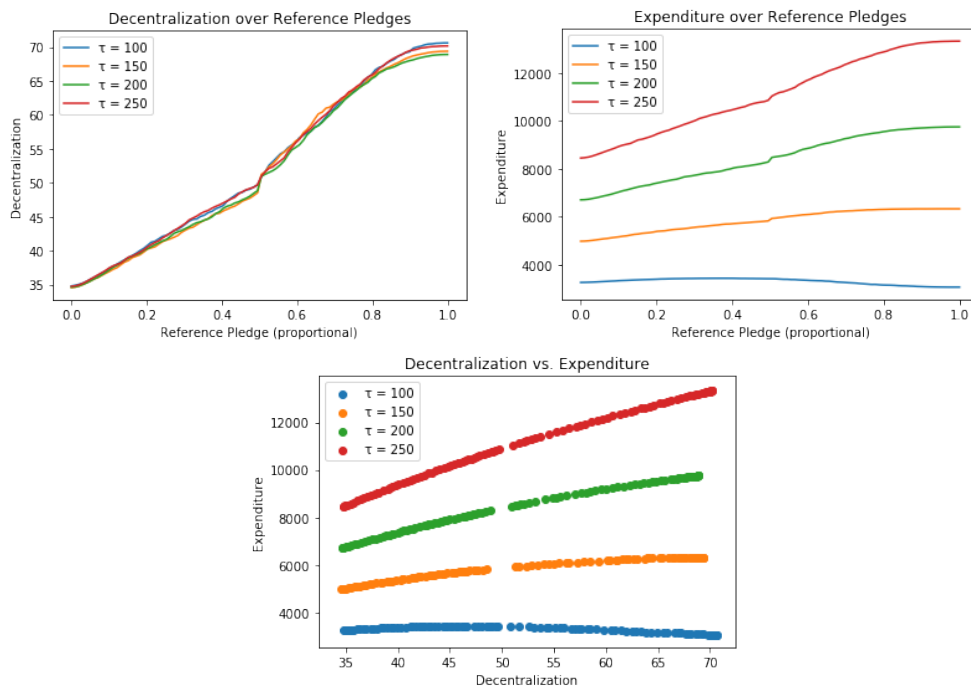 Decentralization over Reference Pledges
τ = 100
τ = 150
τ = 200
τ = 250
70
65
60
55
50
45
40
35
Decentralization
0.0 0.2 0.4 0.6 0.8 1.0
Reference Pledge (proportional)
Expenditure over Reference Pledges
τ = 100
τ = 150
τ = 200
τ = 250
12000
10000
8000
6000
4000
Expenditure
0.0 0.2 0.4 0.6 0.8 1.0
Reference Pledge (proportional)
Decentralization vs. Expenditure
τ = 100
τ = 150
τ = 200
τ = 250
12000
10000
8000
6000
4000
Expenditure
35 40 45 50 55 60 65 70
Decentralization